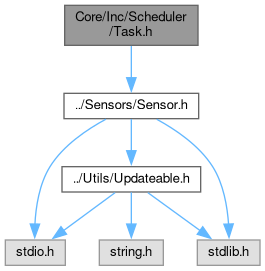 Core/Inc/Scheduler
/Task.h
../Sensors/Sensor.h
../Utils/Updateable.h
stdio.h
string.h
stdlib.h